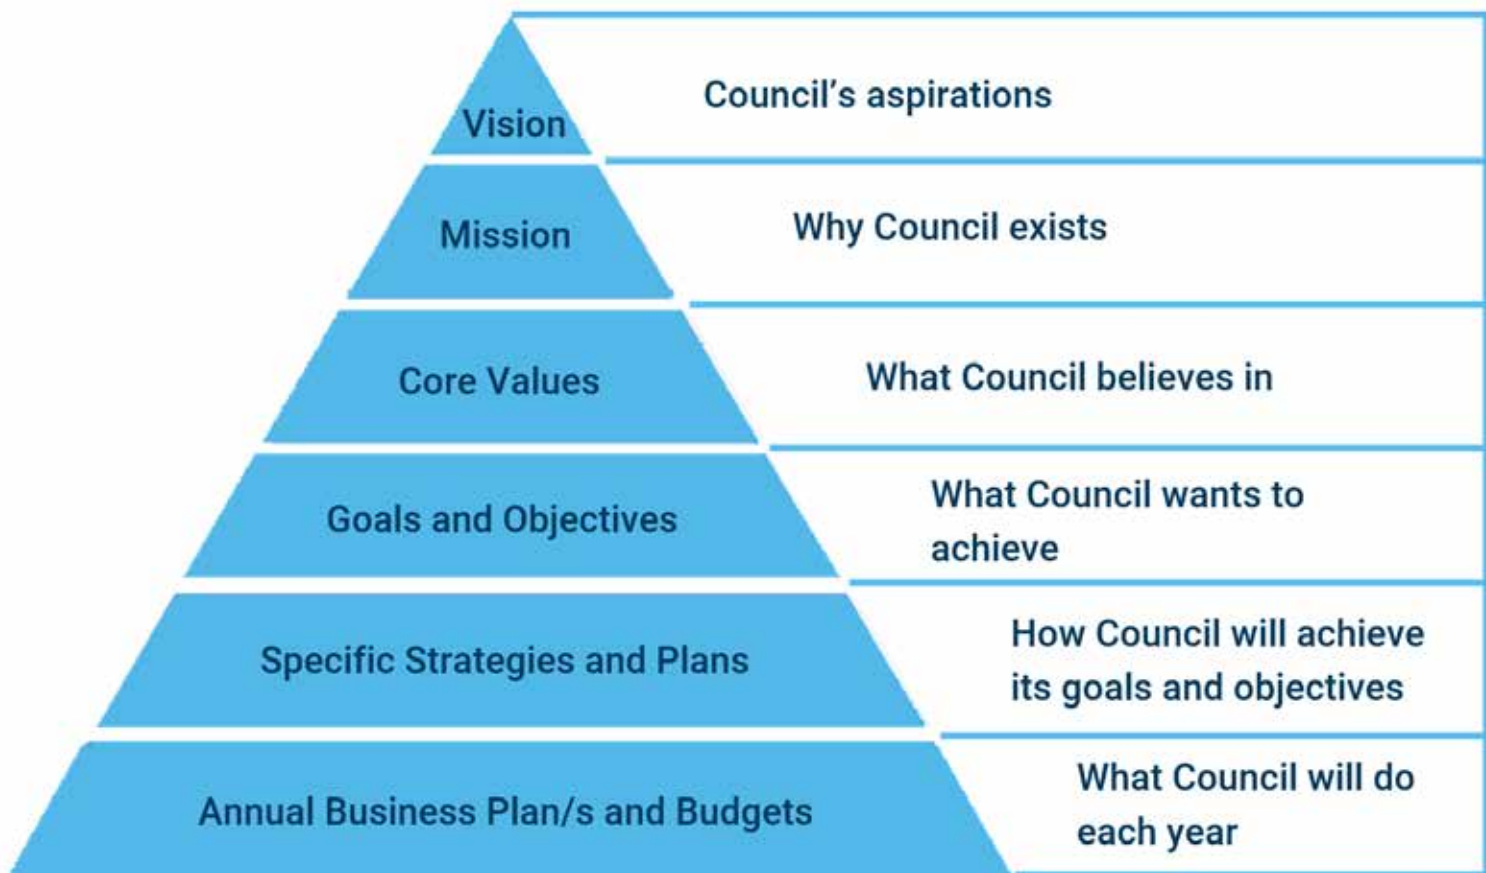 Vision
Council’s aspirations
Mission
Why Council exists
Core Values
What Council believes in
Goals and Objectives
What Council wants to
achieve
Specific Strategies and Plans
How Council will achieve
its goals and objectives
Annual Business Plan/s and Budgets
What Council will do
each year